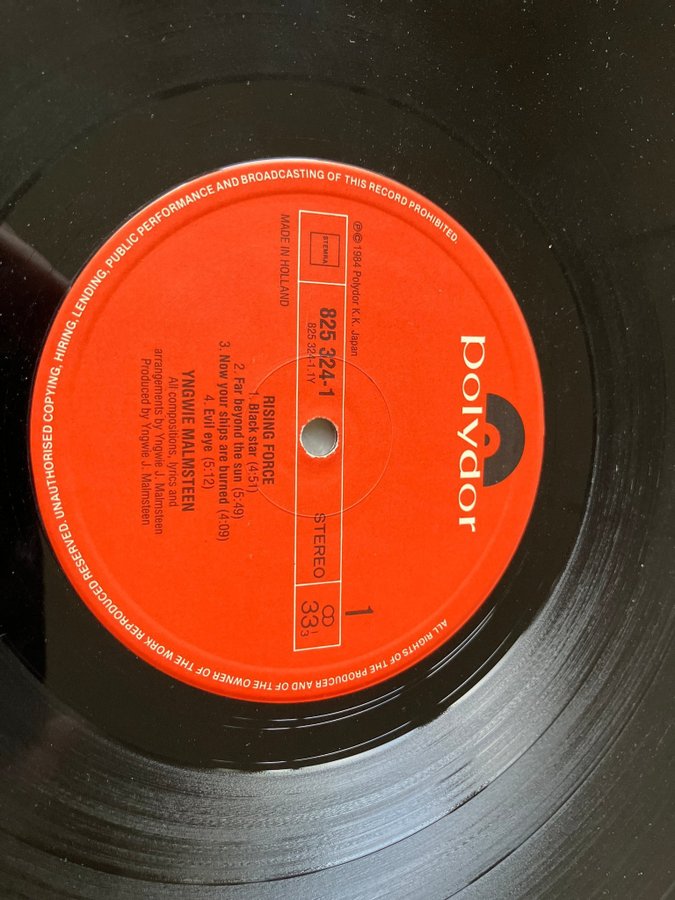 polydor
℗© 1984 Polydor K.K. Japan
STEMRA
825 324-1
825 324-1.1Y
STEREO
1
33 1/3
MADE IN HOLLAND
RISING FORCE
1. Black star (4:51)
2. Far beyond the sun (5:49)
3. Now your ships are burned (4:09)
4. Evil eye (5:12)
YNGWIE MALMSTEEN
All compositions, lyrics and
arrangements by Yngwie J. Malmsteen
Produced by Yngwie J. Malmsteen
ALL RIGHTS OF THE PRODUCER AND OF THE OWNER OF THE WORK REPRODUCED RESERVED. UNAUTHORISED COPYING, HIRING, LENDING, PUBLIC PERFORMANCE AND BROADCASTING OF THIS RECORD PROHIBITED.